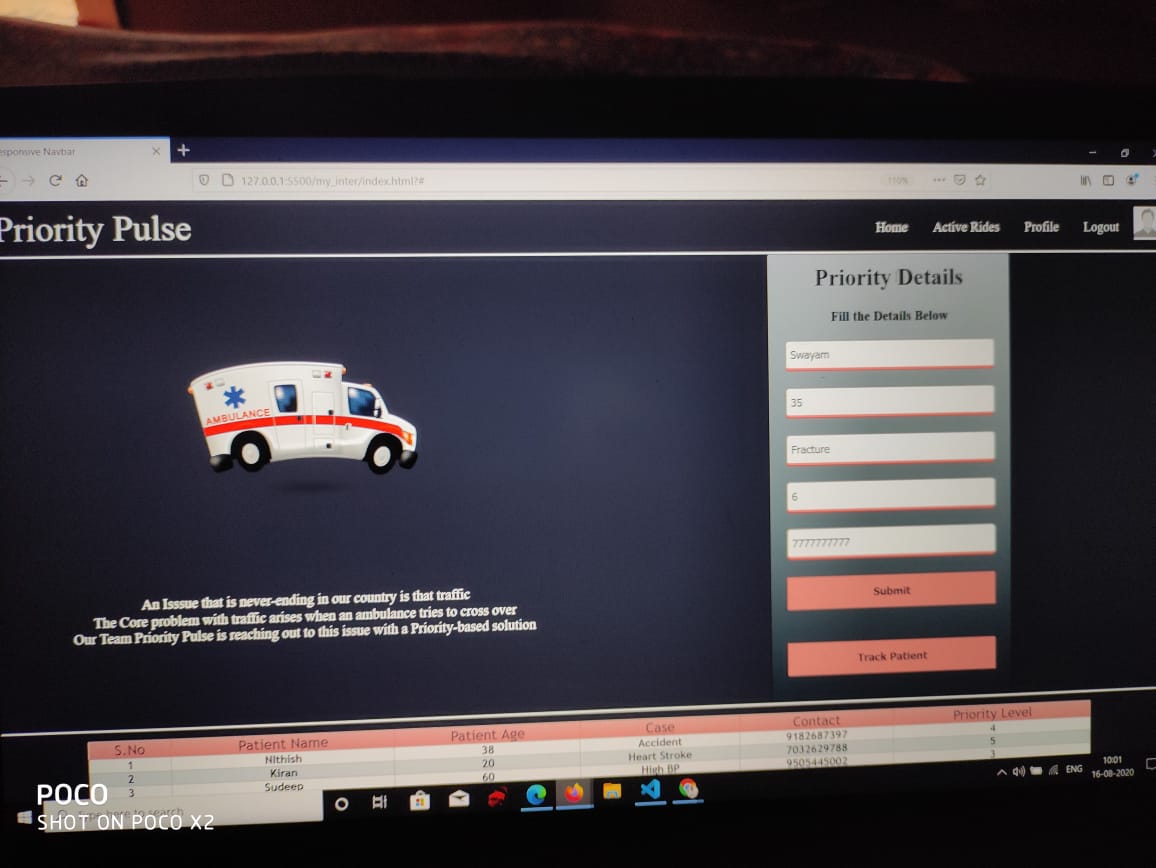 esponsive Navbar
127.0.0.1:5500/my_inter/index.html?#
110%
Priority Pulse
Home Active Rides Profile Logout
Priority Details
Fill the Details Below
Swayam
35
Fracture
6
7777777777
Submit
Track Patient
AMBULANCE
An Isssue that is never-ending in our country is that traffic
The Core problem with traffic arises when an ambulance tries to cross over
Our Team Priority Pulse is reaching out to this issue with a Priority-based solution
S.No Patient Name Patient Age Case Contact Priority Level
1 Nithish 38 Accident 9182687397 4
2 Kiran 20 Heart Stroke 7032629788 5
3 Sudeep 60 High BP 9505445002 3
Type here to search
ENG
10:01
16-08-2020
POCO
SHOT ON POCO X2